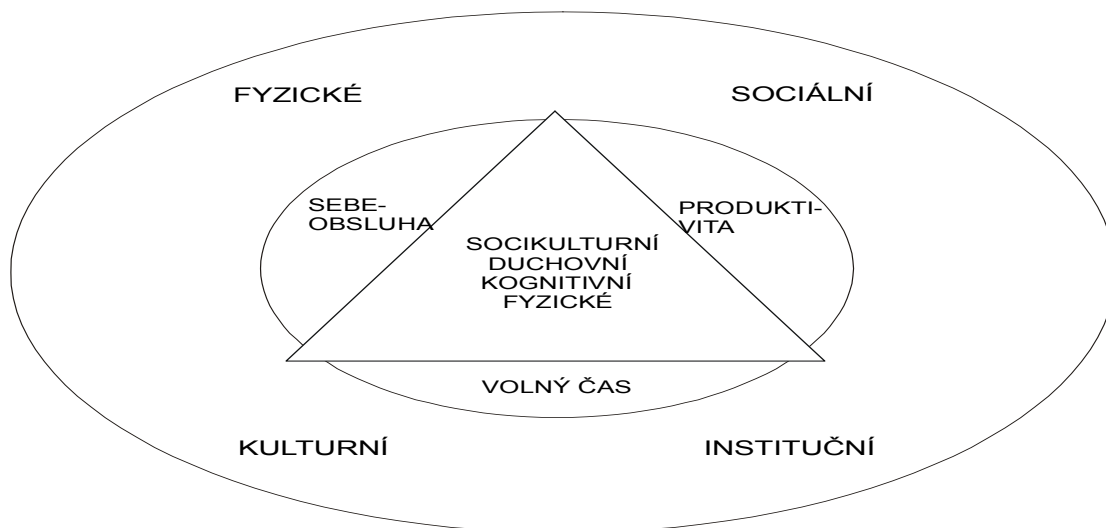 FYZICKÉ
SOCIÁLNÍ
SEBE-
OBSLUHA
PRODUKTI-
VITA
SOCIKULTURNÍ
DUCHOVNÍ
KOGNITIVNÍ
FYZICKÉ
VOLNÝ ČAS
KULTURNÍ
INSTITUČNÍ